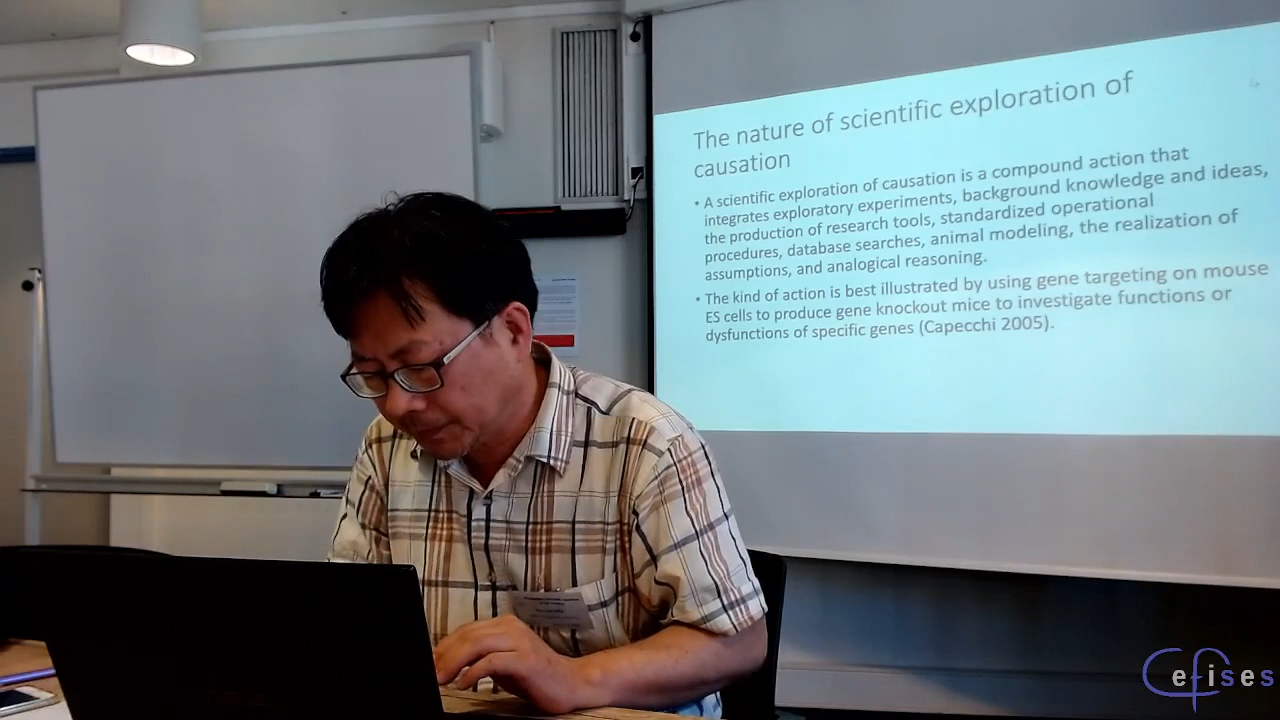 The nature of scientific exploration of
causation
• A scientific exploration of causation is a compound action that
integrates exploratory experiments, background knowledge and ideas,
the production of research tools, standardized operational
procedures, database searches, animal modeling, the realization of
assumptions, and analogical reasoning.
• The kind of action is best illustrated by using gene targeting on mouse
ES cells to produce gene knockout mice to investigate functions or
dysfunctions of specific genes (Capecchi 2005).
Cefises